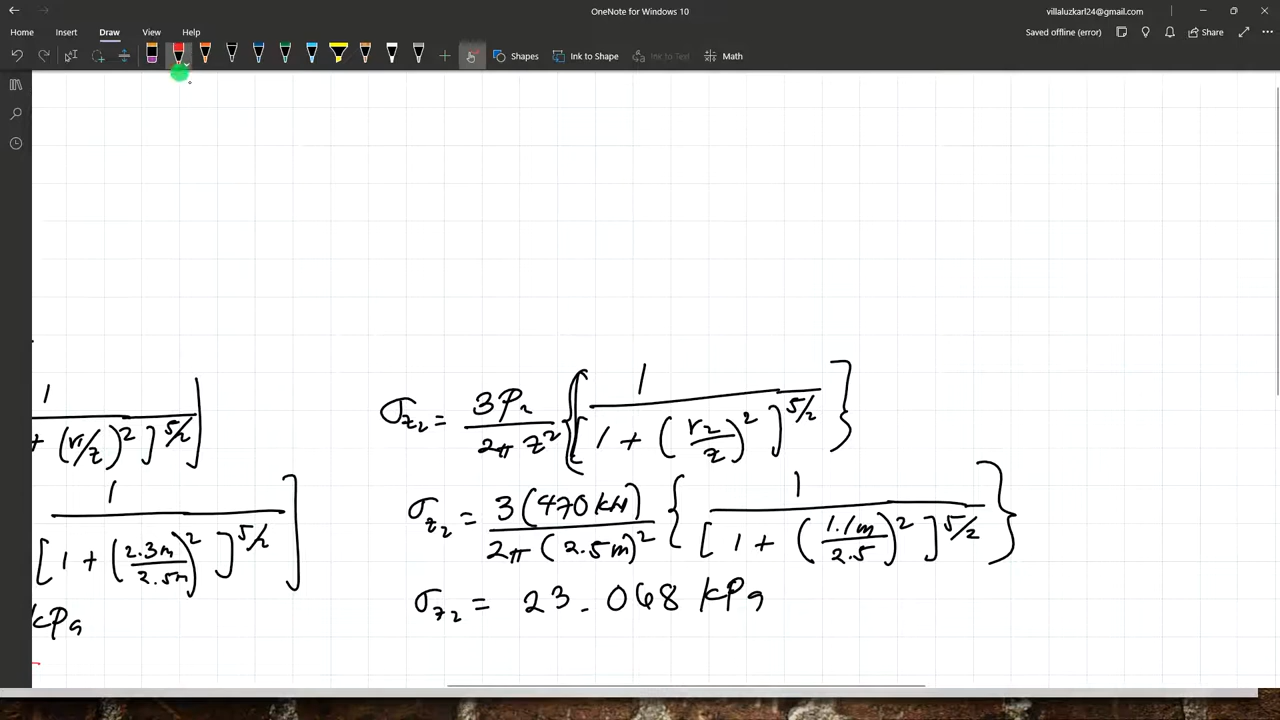 OneNote for Windows 10
villaluzkarl24@gmail.com
Home Insert Draw View Help
Saved offline (error)
Share
Shapes
Ink to Shape
Ink to Text
Math
1
+ (r1/z)2]5/2]
1
[1 + (2.3m/2.5m)2]5/2]
kPa
σz2 = 3P2/2π z2 {1/[1 + (r2/z)2]5/2}
σz2 = 3(470kN)/2π(2.5m)2 {1/[1 + (1.1m/2.5)2]5/2}
σz2 = 23.068 kPa